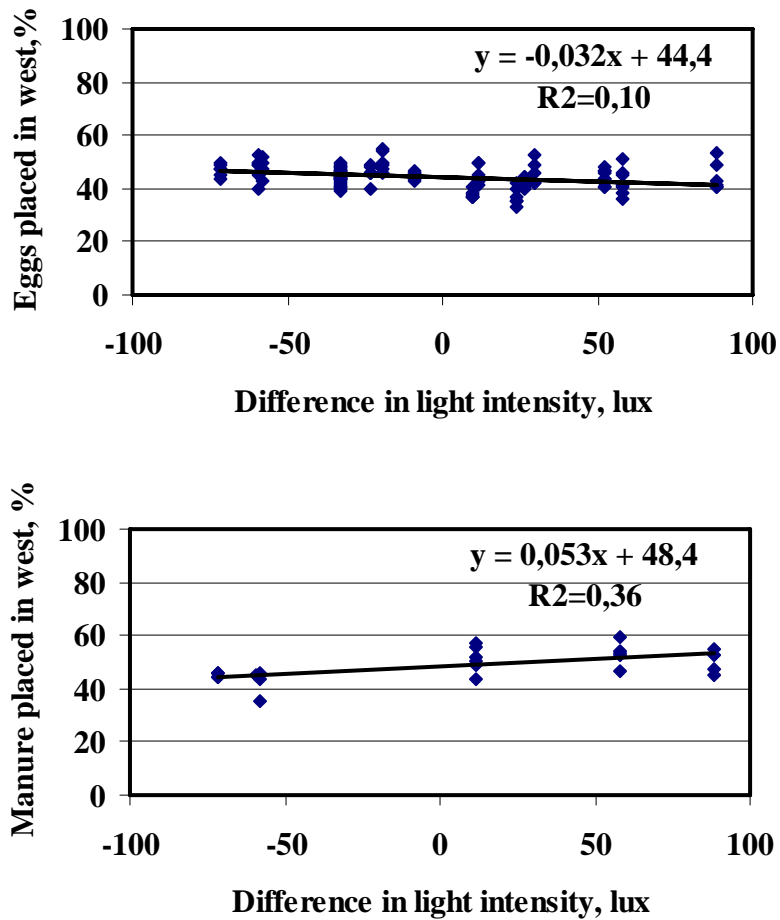 Eggs placed in west,%
100
80
60
40
20
0
y = -0,032x + 44,4
R2=0,10
-100 -50 0 50 100
Difference in light intensity, lux
Manure placed in west, %
100
80
60
40
20
0
y = 0,053x + 48,4
R2=0,36
-100 -50 0 50 100
Difference in light intensity, lux